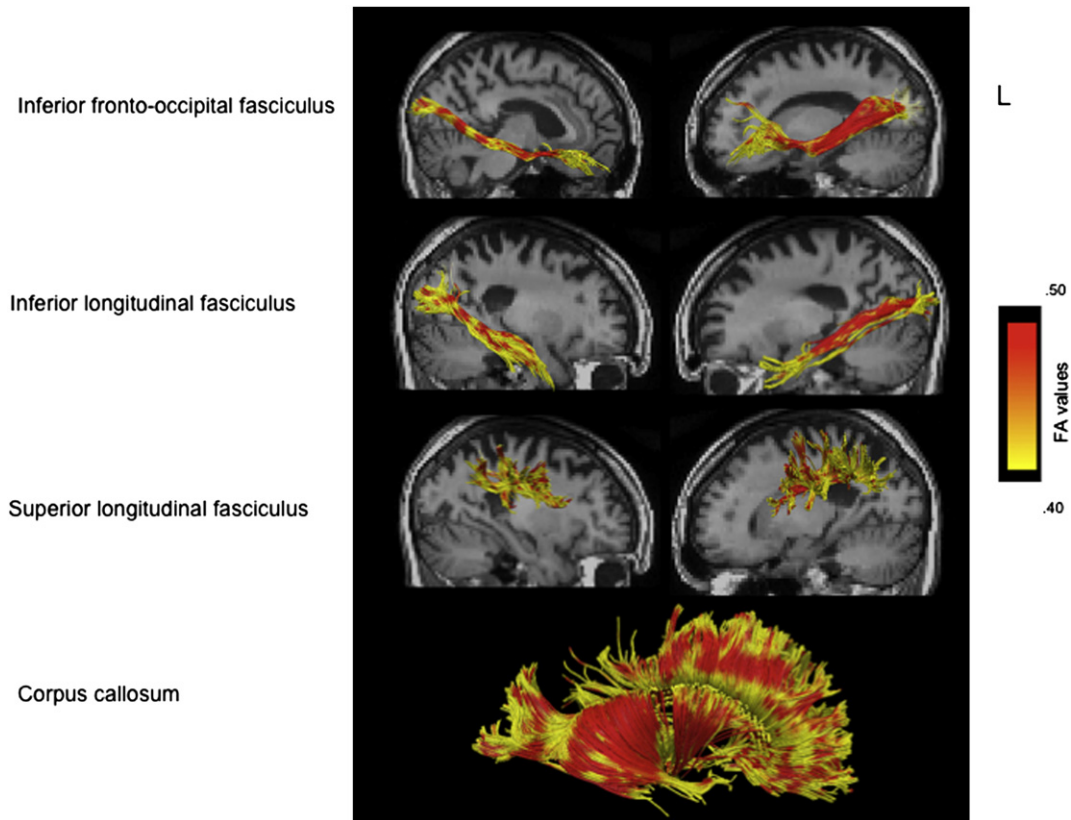 Inferior fronto-occipital fasciculus
L
Inferior longitudinal fasciculus
.50
FA values
.40
Superior longitudinal fasciculus
Corpus callosum